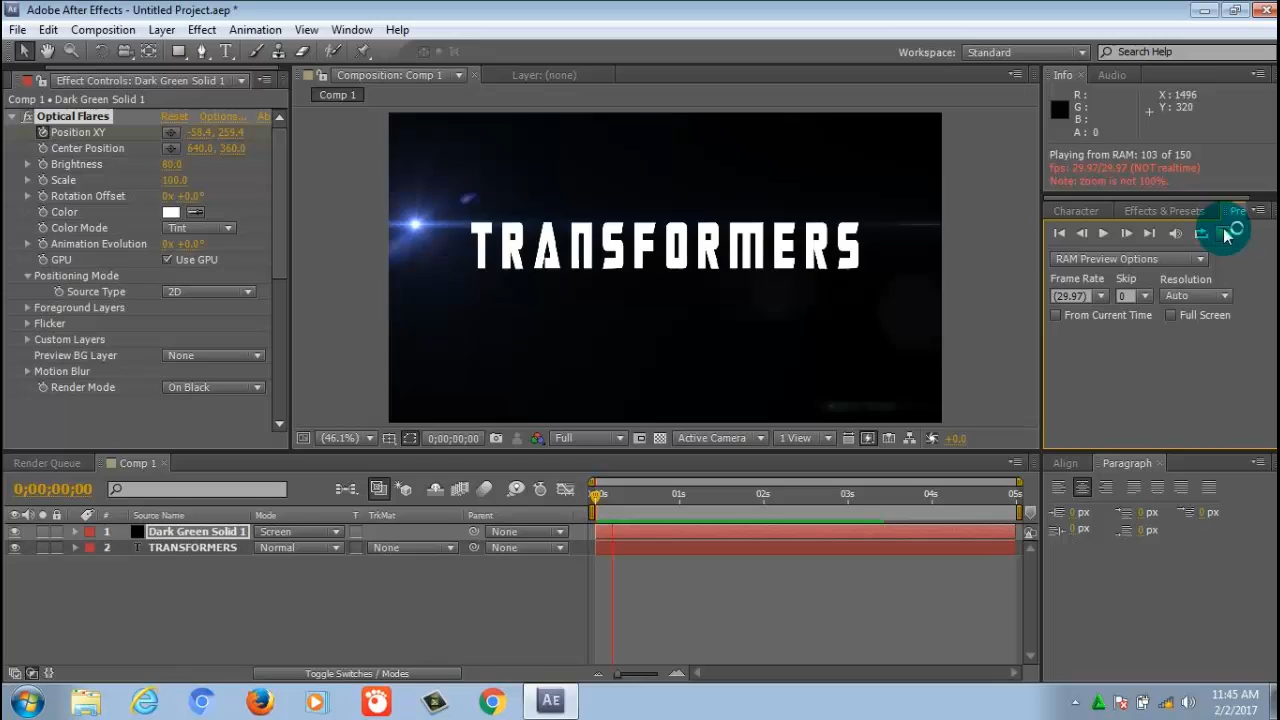 Adobe After Effects - Untitled Project.aep *
File Edit Composition Layer Effect Animation View Window Help
Workspace: Standard Search Help
Effect Controls: Dark Green Solid 1
Composition: Comp 1
Layer: (none)
Info Audio
Comp 1 • Dark Green Solid 1
Comp 1
fx Optical Flares Reset Options... Ab
Position XY -58.4, 259.4
Center Position 640.0, 360.0
Brightness 80.0
Scale 100.0
Rotation Offset 0x +0.0°
Color
Color Mode Tint
Animation Evolution 0x +0.0°
GPU Use GPU
Positioning Mode
Source Type 2D
Foreground Layers
Flicker
Custom Layers
Preview BG Layer None
Motion Blur
Render Mode On Black
TRANSFORMERS
(46.1%) 0;00;00;00 Full Active Camera 1 View +0.0
R : X : 1496
G : Y : 320
B :
A : 0
Playing from RAM: 103 of 150
fps: 29.97/29.97 (NOT realtime)
Note: zoom is not 100%.
Character Effects & Presets Pre
RAM Preview Options
Frame Rate Skip Resolution
(29.97) 0 Auto
From Current Time Full Screen
Render Queue Comp 1
0;00;00;00
01s 02s 03s 04s 05s
# Source Name Mode T TrkMat Parent
1 Dark Green Solid 1 Screen None
2 T TRANSFORMERS Normal None None
Toggle Switches / Modes
Align Paragraph
0 px 0 px 0 px
0 px 0 px
AE
11:45 AM
2/2/2017